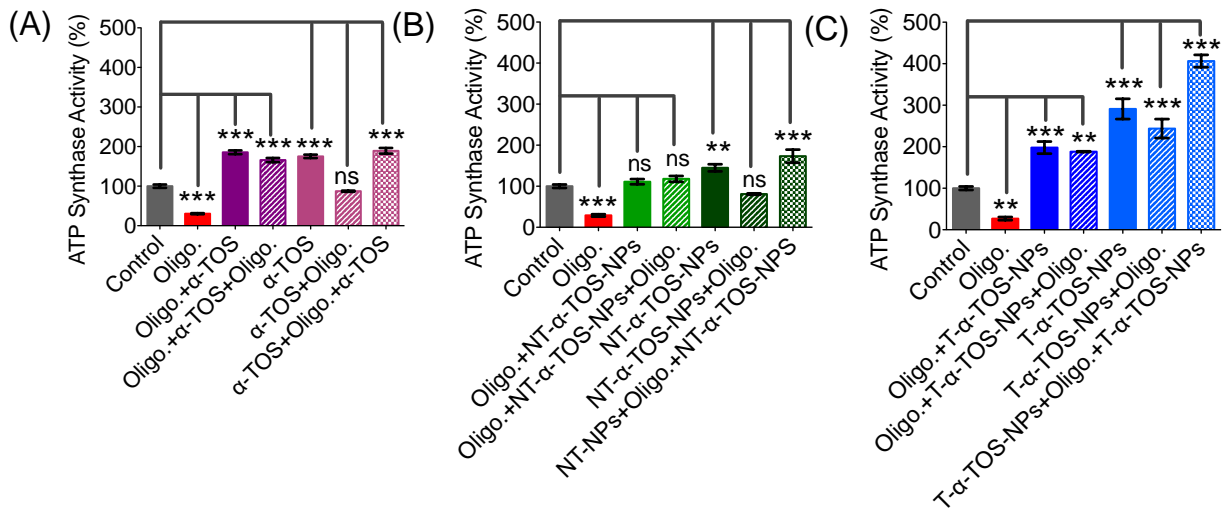 (A)
ATP Synthase Activity (%)
500
400
300
200
100
0
***
***
***
***
ns
***
Control
Oligo.
Oligo.+α-TOS
Oligo.+α-TOS+Oligo.
α-TOS
α-TOS+Oligo.
α-TOS+Oligo.+α-TOS
(B)
ATP Synthase Activity (%)
500
400
300
200
100
0
***
ns
ns
**
ns
***
Control
Oligo.
Oligo.+NT-α-TOS-NPs
Oligo.+NT-α-TOS-NPs+Oligo.
NT-α-TOS-NPs
NT-α-TOS-NPs+Oligo.
NT-NPs+Oligo.+NT-α-TOS-NPS
(C)
ATP Synthase Activity (%)
500
400
300
200
100
0
**
***
**
***
***
***
Control
Oligo.
Oligo.+T-α-TOS-NPs
Oligo.+T-α-TOS-NPs+Oligo.
T-α-TOS-NPs
T-α-TOS-NPs+Oligo.
T-α-TOS-NPs+Oligo.+T-α-TOS-NPs